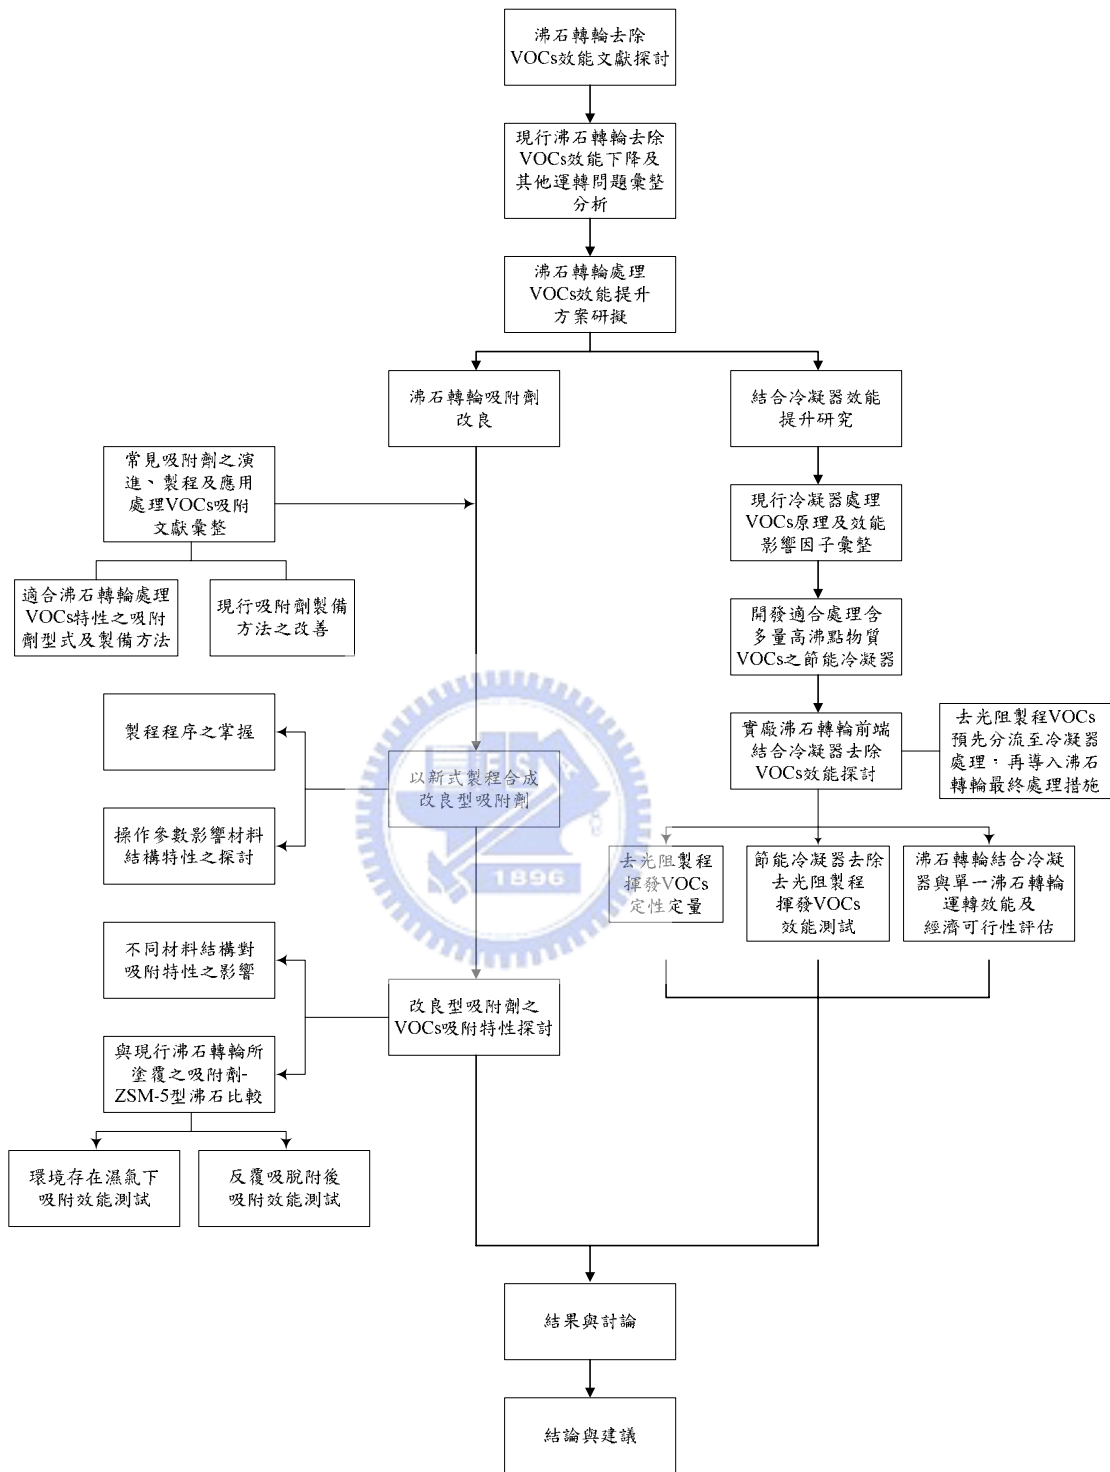 沸石轉輪去除
VOCs效能文獻探討
現行沸石轉輪去除
VOCs效能下降及
其他運轉問題彙整
分析
沸石轉輪處理
VOCs效能提升
方案研擬
沸石轉輪吸附劑
改良
結合冷凝器效能
提升研究
常見吸附劑之演
進、製程及應用
處理VOCs吸附
文獻彙整
適合沸石轉輪處理
VOCs特性之吸附
劑型式及製備方法
現行吸附劑製備
方法之改善
現行冷凝器處理
VOCs原理及效能
影響因子彙整
開發適合處理含
多量高沸點物質
VOCs之節能冷凝器
製程程序之掌握
以新式製程合成
改良型吸附劑
操作參數影響材料
結構特性之探討
實廠沸石轉輪前端
結合冷凝器去除
VOCs效能探討
去光阻製程VOCs
預先分流至冷凝器
處理，再導入沸石
轉輪最終處理措施
去光阻製程
揮發VOCs
定性定量
節能冷凝器去除
去光阻製程
揮發VOCs
效能測試
沸石轉輪結合冷凝
器與單一沸石轉輪
運轉效能及
經濟可行性評估
1896
不同材料結構對
吸附特性之影響
改良型吸附劑之
VOCs吸附特性探討
與現行沸石轉輪所
塗覆之吸附劑-
ZSM-5型沸石比較
環境存在濕氣下
吸附效能測試
反覆吸脫附後
吸附效能測試
結果與討論
結論與建議